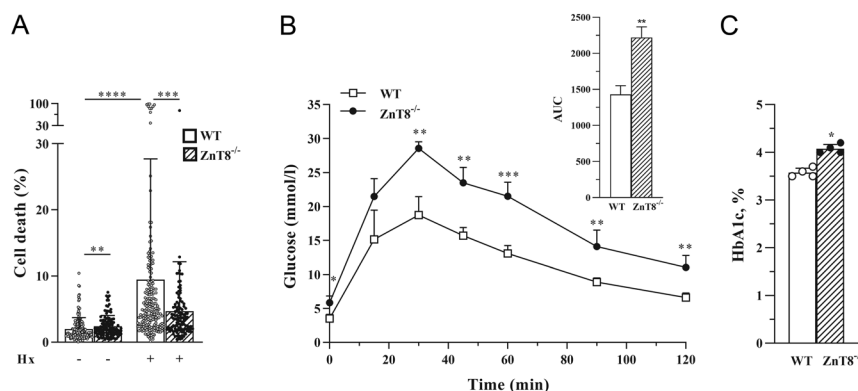 A
Cell death (%)
100
30
30
20
10
0
****
***
**
WT
ZnT8-/-
Hx
- - + +
B
WT
ZnT8-/-
Glucose (mmol/l)
35
30
25
20
15
10
5
0
*
**
**
***
**
**
0 20 40 60 80 100 120
Time (min)
AUC
2500
2000
1500
1000
500
0
**
WT ZnT8-/-
C
HbA1c, %
6
5
4
3
2
1
0
*
WT ZnT8-/-